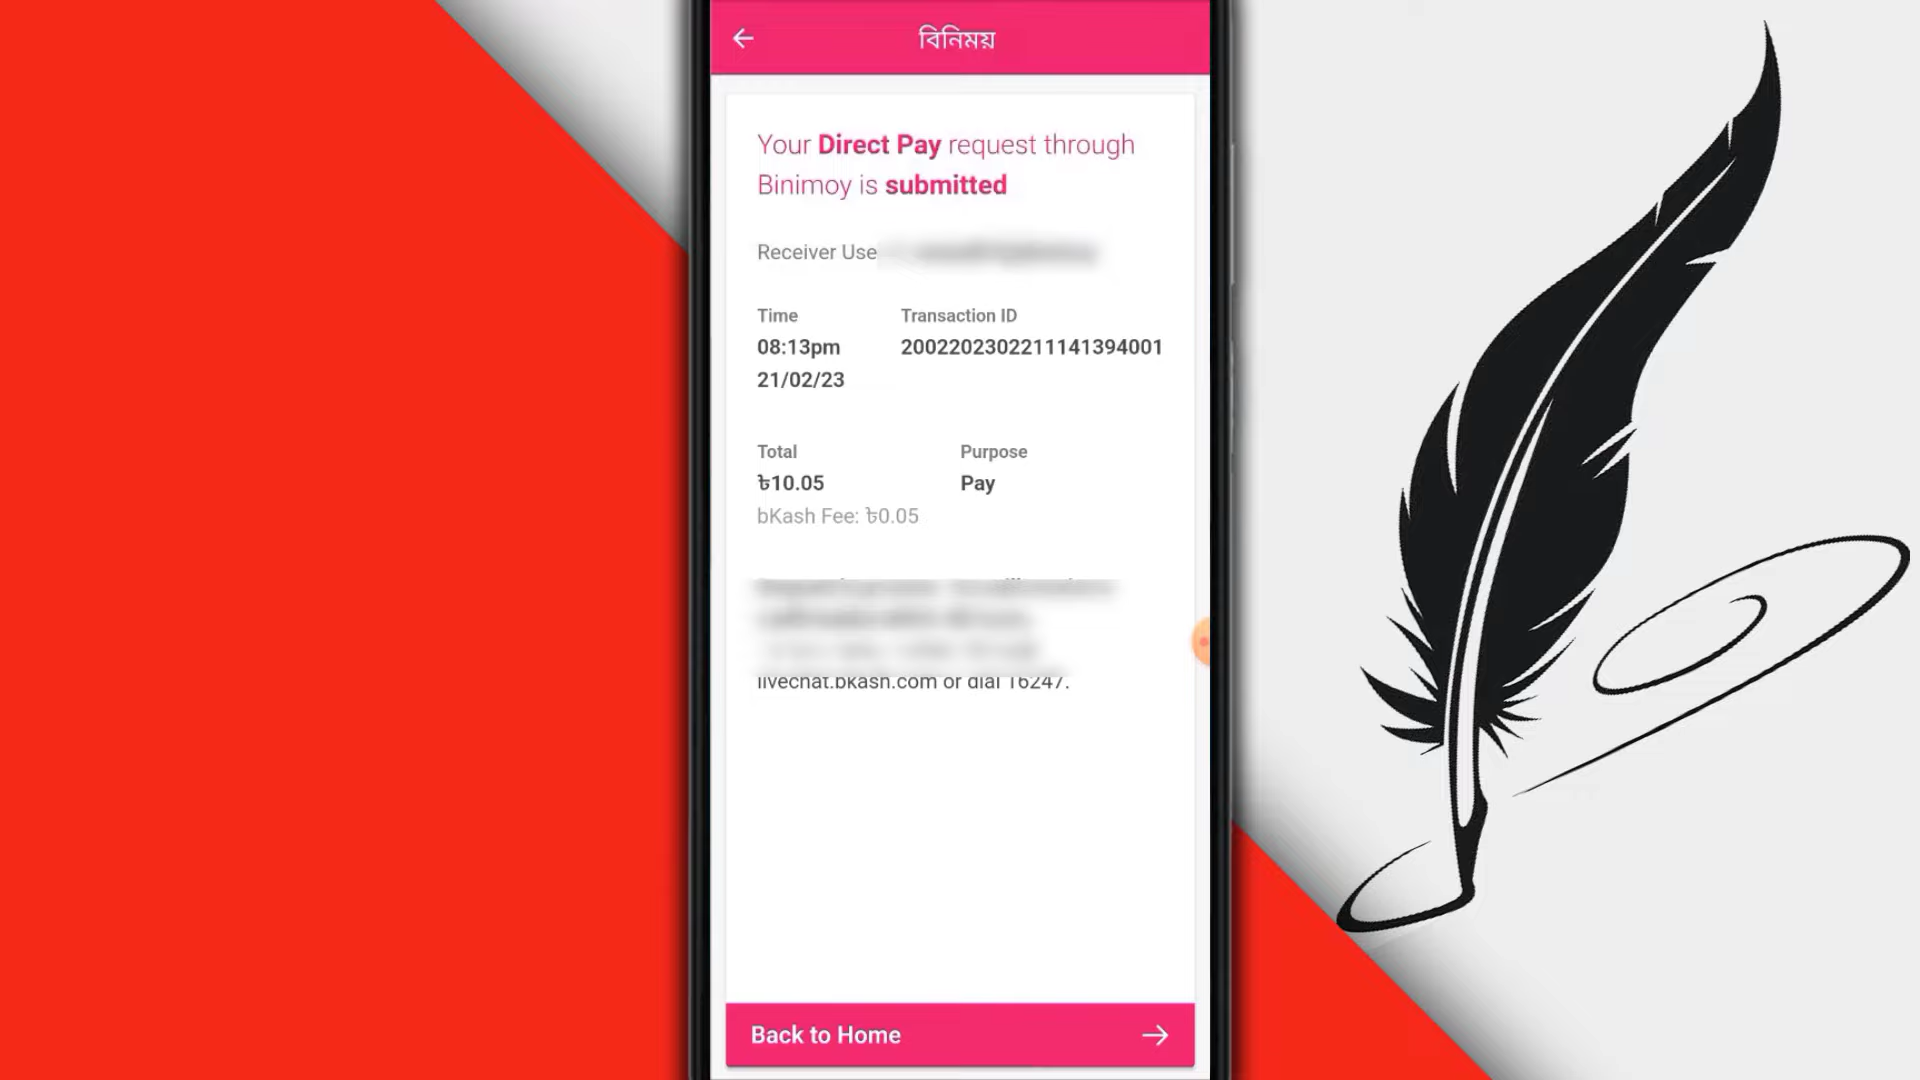 বিনিময়
Your Direct Pay request through
Binimoy is submitted
Receiver Use
Time
Transaction ID
08:13pm
2002202302211141394001
21/02/23
Total
Purpose
৳10.05
Pay
bKash Fee: ৳0.05
livechat.bkash.com or dial 16247.
Back to Home